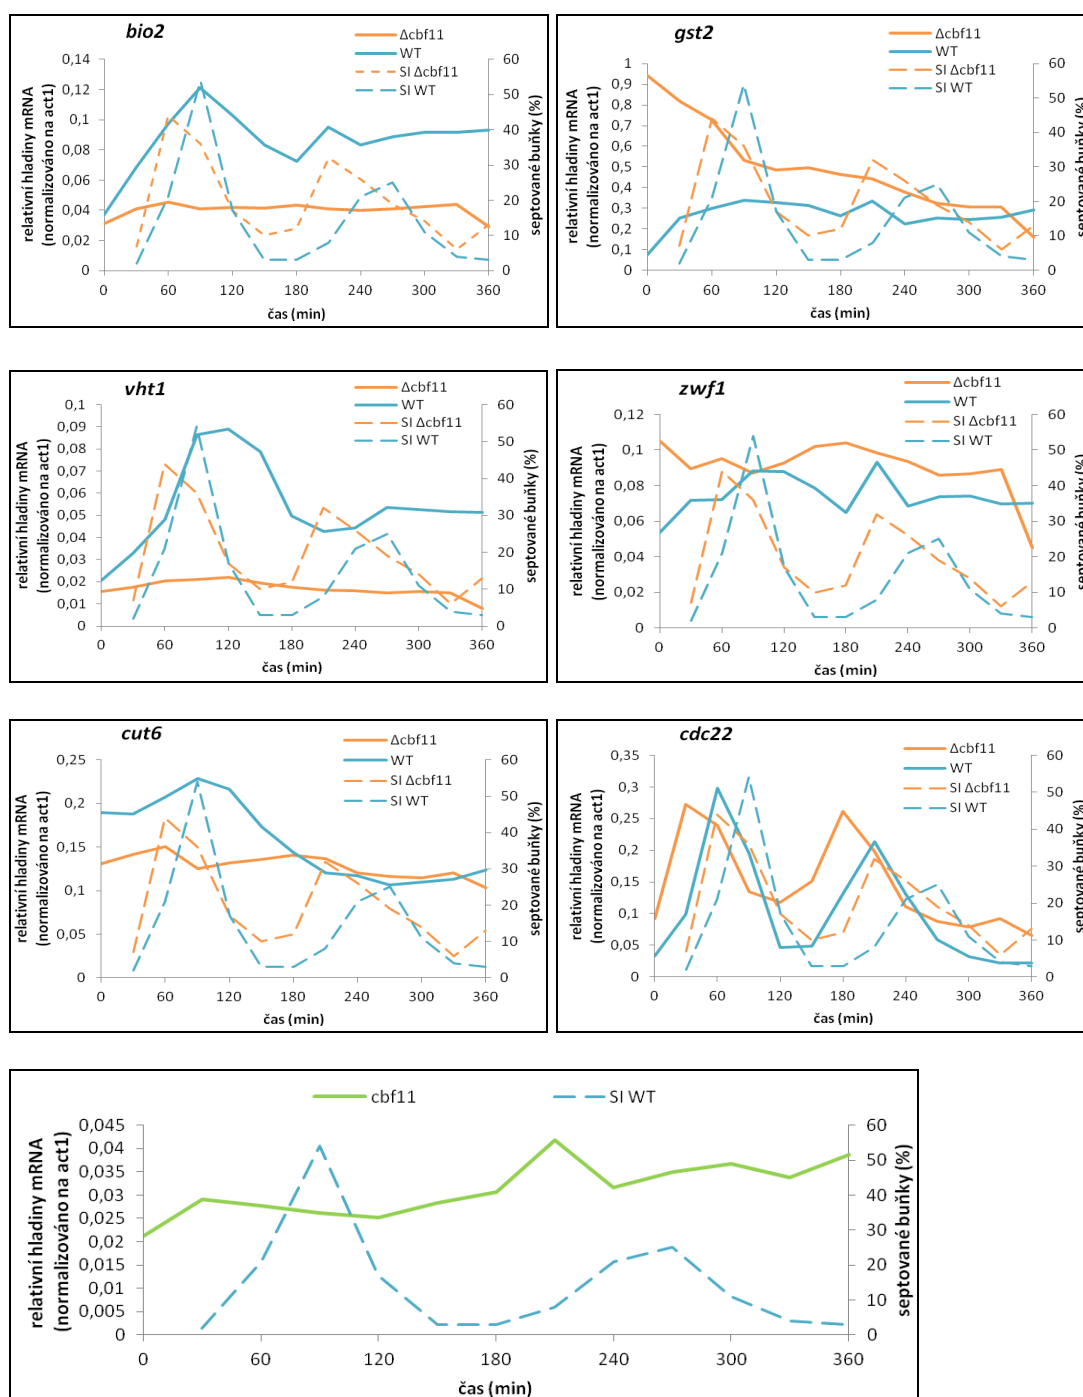 bio2
Δcbf11
WT
SI Δcbf11
SI WT
relativní hladiny mRNA
(normalizováno na act1)
0,14
0,12
0,1
0,08
0,06
0,04
0,02
0
60
50
40
30
20
10
0
septované buňky (%)
0 60 120 180 240 300 360
čas (min)
gst2
Δcbf11
WT
SI Δcbf11
SI WT
relativní hladiny mRNA
(normalizováno na act1)
1
0,9
0,8
0,7
0,6
0,5
0,4
0,3
0,2
0,1
0
60
50
40
30
20
10
0
septované buňky (%)
0 60 120 180 240 300 360
čas (min)
vht1
Δcbf11
WT
SI Δcbf11
SI WT
relativní hladiny mRNA
(normalizováno na act1)
0,1
0,09
0,08
0,07
0,06
0,05
0,04
0,03
0,02
0,01
0
60
50
40
30
20
10
0
septované buňky (%)
0 60 120 180 240 300 360
čas (min)
zwf1
Δcbf11
WT
SI Δcbf11
SI WT
relativní hladiny mRNA
(normalizováno na act1)
0,12
0,1
0,08
0,06
0,04
0,02
0
60
50
40
30
20
10
0
septované buňky (%)
0 60 120 180 240 300 360
čas (min)
cut6
Δcbf11
WT
SI Δcbf11
SI WT
relativní hladiny mRNA
(normalizováno na act1)
0,25
0,2
0,15
0,1
0,05
0
60
50
40
30
20
10
0
septované buňky (%)
0 60 120 180 240 300 360
čas (min)
cdc22
Δcbf11
WT
SI Δcbf11
SI WT
relativní hladiny mRNA
(normalizováno na act1)
0,35
0,3
0,25
0,2
0,15
0,1
0,05
0
60
50
40
30
20
10
0
septované buňky (%)
0 60 120 180 240 300 360
čas (min)
cbf11 SI WT
relativní hladiny mRNA
(normalizováno na act1)
0,045
0,04
0,035
0,03
0,025
0,02
0,015
0,01
0,005
0
60
50
40
30
20
10
0
septované buňky (%)
0 60 120 180 240 300 360
čas (min)